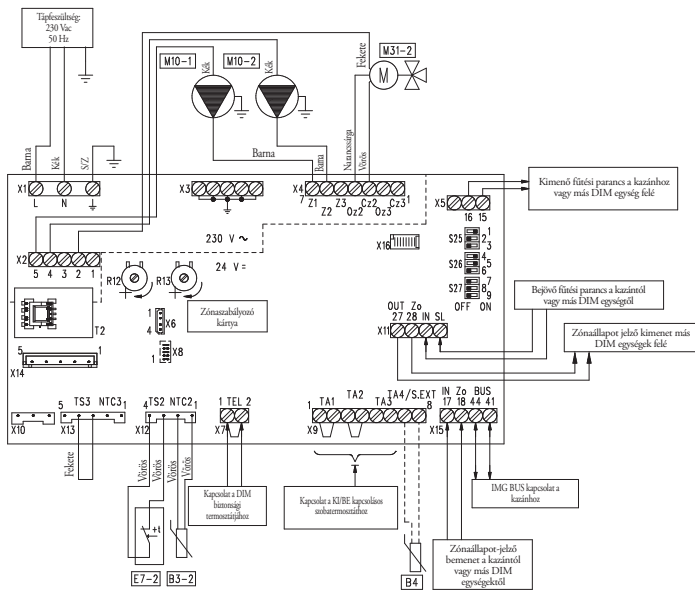 Tápfeszültség:
230 Vac
50 Hz
M10-1
Kék
M10-2
Kék
Fekete
M31-2
M
Barna
Kék
S/Z
Barna
Barna
Narancssárga
Vörös
X1
L
N
X3
X4
7
Z1
Z2
Z3
Oz2
Cz2
Oz3
Cz3
1
X5
16
15
Kimenő fűtési parancs a kazánhoz
vagy más DIM egység felé
230 V ~
X16
S25
1
2
3
S26
4
5
6
S27
7
8
9
OFF
ON
X2
5
4
3
2
1
24 V =
R12
R13
Zónaszabályozó
kártya
1
4
X6
1
X8
T2
Bejövő fűtési parancs a kazántól
vagy más DIM egységtől
OUT Zo IN SL
27 28
X11
Zónaállapot jelző kimenet más
DIM egységek felé
5
1
X14
X10
5 TS3 NTC3 1
X13
4 TS2 NTC2 1
X12
1 TEL 2
X7
1 TA1 TA2 TA3 TA4/S.EXT 8
X9
IN Zo BUS
17 18 44 41
X15
Fekete
Vörös
Vörös
Vörös
Vörös
Kapcsolat a DIM
biztonsági
termosztátjához
Kapcsolat a KI/BE kapcsolásos
szobatermosztáthoz
IMG BUS kapcsolat a
kazánhoz
+t
E7-2
B3-2
B4
Zónaállapot-jelző
bemenet a kazántól
vagy más DIM
egységektől